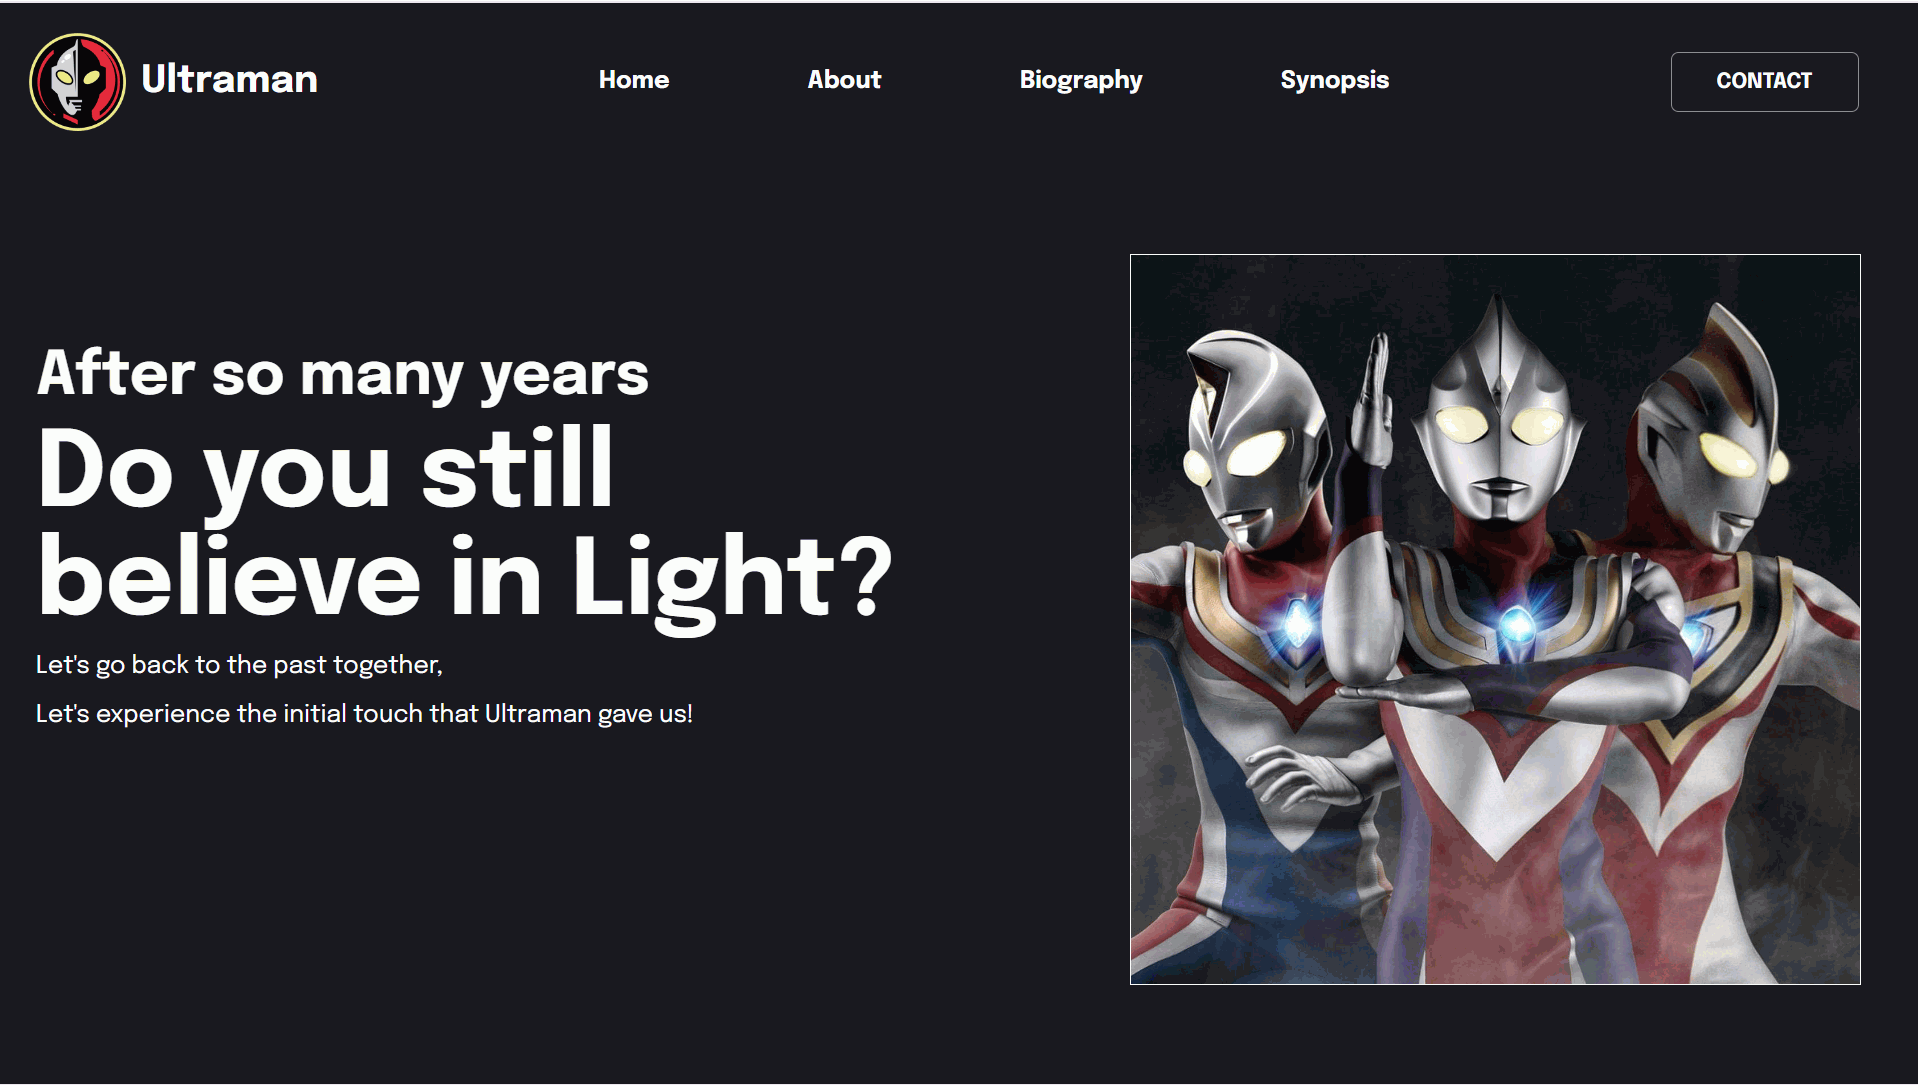 Ultraman
Home
About
Biography
Synopsis
CONTACT
After so many years
Do you still
believe in Light?
Let's go back to the past together,
Let's experience the initial touch that Ultraman gave us!